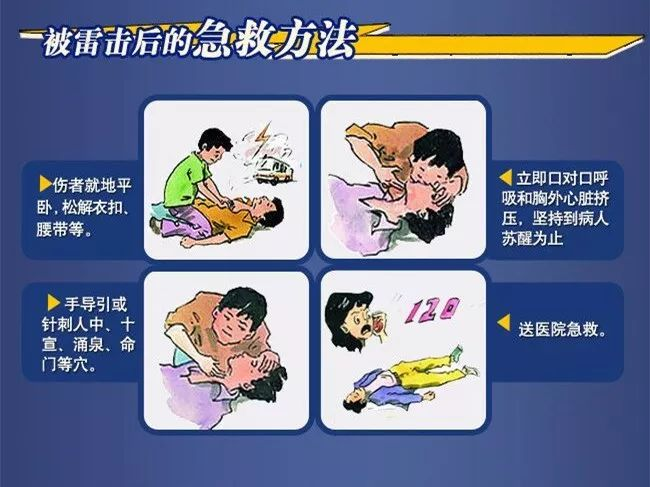 被雷击后的急救方法
伤者就地平
卧，松解衣扣、
腰带等。
立即口对口呼
吸和胸外心脏挤
压，坚持到病人
苏醒为止
手导引或
针刺人中、十
宣、涌泉、命
门等穴。
120
送医院急救。